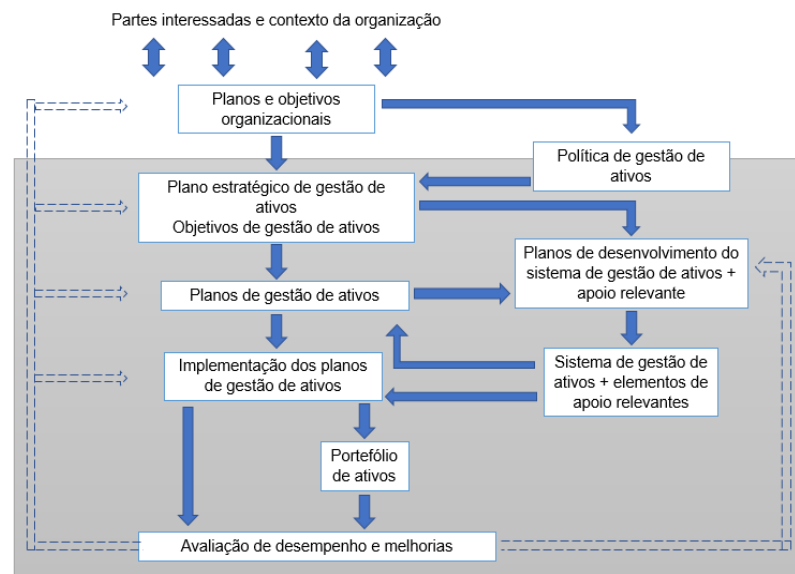 Partes interessadas e contexto da organização
Planos e objetivos
organizacionais
Política de gestão de
ativos
Plano estratégico de gestão de
ativos
Objetivos de gestão de ativos
Planos de desenvolvimento do
sistema de gestão de ativos +
apoio relevante
Planos de gestão de ativos
Implementação dos planos
de gestão de ativos
Sistema de gestão de
ativos + elementos de
apoio relevantes
Portefólio
de ativos
Avaliação de desempenho e melhorias